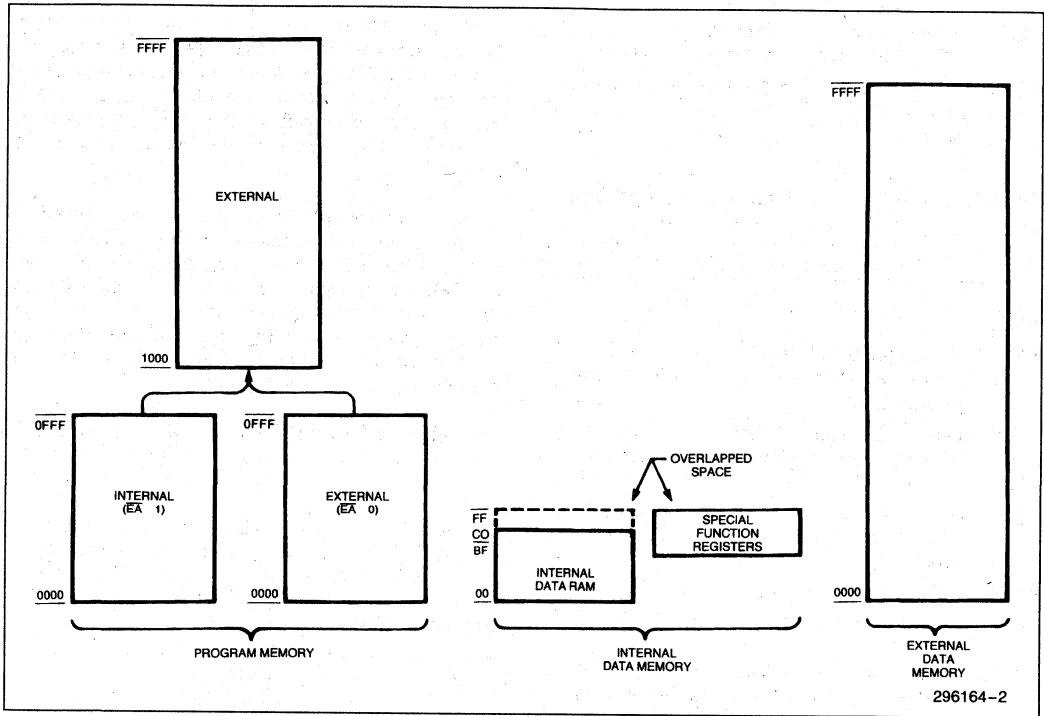 FFFF
EXTERNAL
1000
0FFF
INTERNAL
(EA 1)
0000
0FFF
EXTERNAL
(EA 0)
0000
PROGRAM MEMORY
OVERLAPPED
SPACE
FF
CO
BF
INTERNAL
DATA RAM
00
SPECIAL
FUNCTION
REGISTERS
INTERNAL
DATA MEMORY
FFFF
0000
EXTERNAL
DATA
MEMORY
296164-2